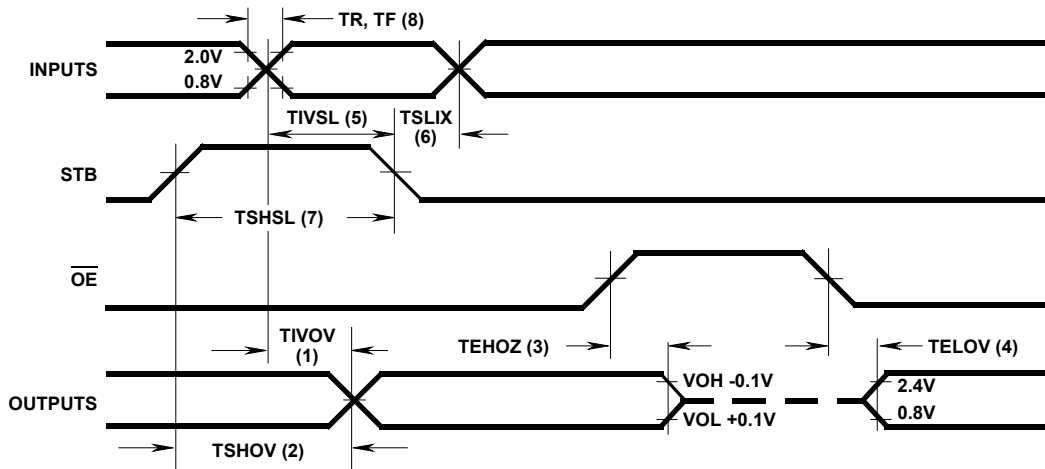 TR, TF (8)
2.0V
INPUTS
0.8V
TIVSL (5)
TSLIX
(6)
STB
TSHSL (7)
OE
TIVOV
(1)
TEHOZ (3)
TELOV (4)
VOH -0.1V
2.4V
OUTPUTS
VOL +0.1V
0.8V
TSHOV (2)